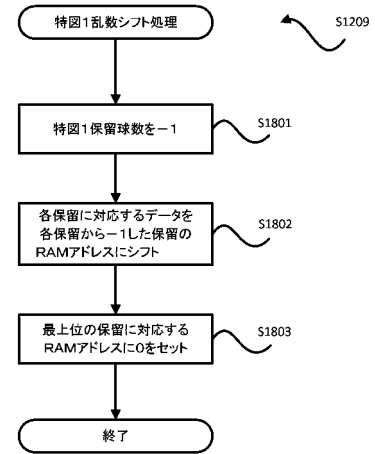 特図1乱数シフト処理
S1209
特図1保留球数を－1
S1801
各保留に対応するデータを
各保留から－1した保留の
RAMアドレスにシフト
S1802
最上位の保留に対応する
RAMアドレスに0をセット
S1803
終了